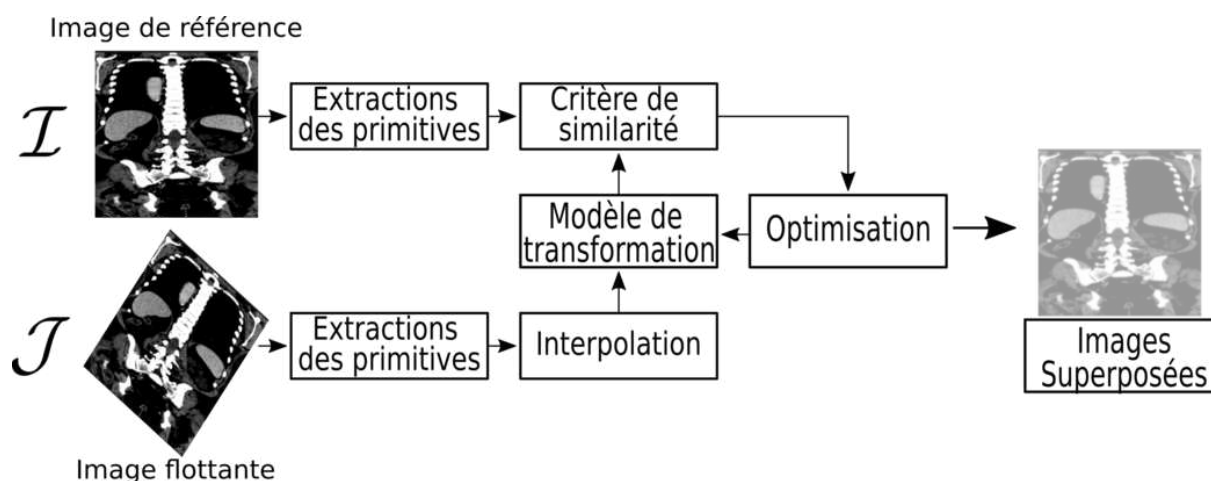 Image de référence
I
Extractions
des primitives
Critère de
similarité
Modèle de
transformation
Optimisation
J
Extractions
des primitives
Interpolation
Images
Superposées
Image flottante